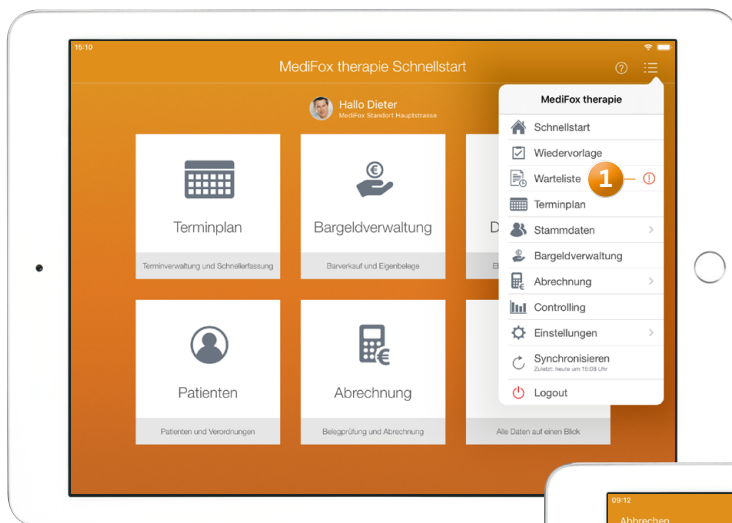 15:10
MediFox therapie Schnellstart
Hallo Dieter
MediFox Standort Hauptstrasse
Terminplan
Terminverwaltung und Schnellerfassung
Bargeldverwaltung
Barverkauf und Eigenbelege
D
Patienten
Patienten und Verordnungen
Abrechnung
Belegprüfung und Abrechnung
Alle Daten auf einen Blick
MediFox therapie
Schnellstart
Wiedervorlage
Warteliste
1
Terminplan
Stammdaten
Bargeldverwaltung
Abrechnung
Controlling
Einstellungen
Synchronisieren
Zuletzt: heute um 15:08 Uhr
Logout
09:12
Abbrechen